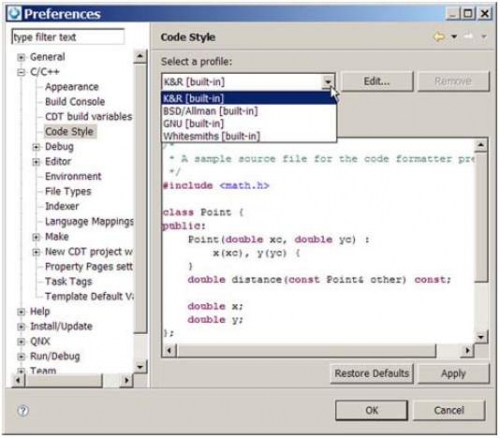 Preferences
type filter text
General
C/C++
Appearance
Build Console
CDT build variables
Code Style
Debug
Editor
Environment
File Types
Indexer
Language Mappings
Make
New CDT project w
Property Pages sett
Task Tags
Template Default Va
Help
Install/Update
QNX
Run/Debug
Team
Code Style
Select a profile:
K&R [built-in]
Edit...
Remove
K&R [built-in]
BSD/Allman [built-in]
GNU [built-in]
Whitesmiths [built-in]
/*
* A sample source file for the code formatter pre
*/
#include <math.h>
class Point {
public:
Point(double xc, double yc) :
x(xc), y(yc) {
}
double distance(const Point& other) const;
double x;
double y;
};
Restore Defaults
Apply
?
OK
Cancel